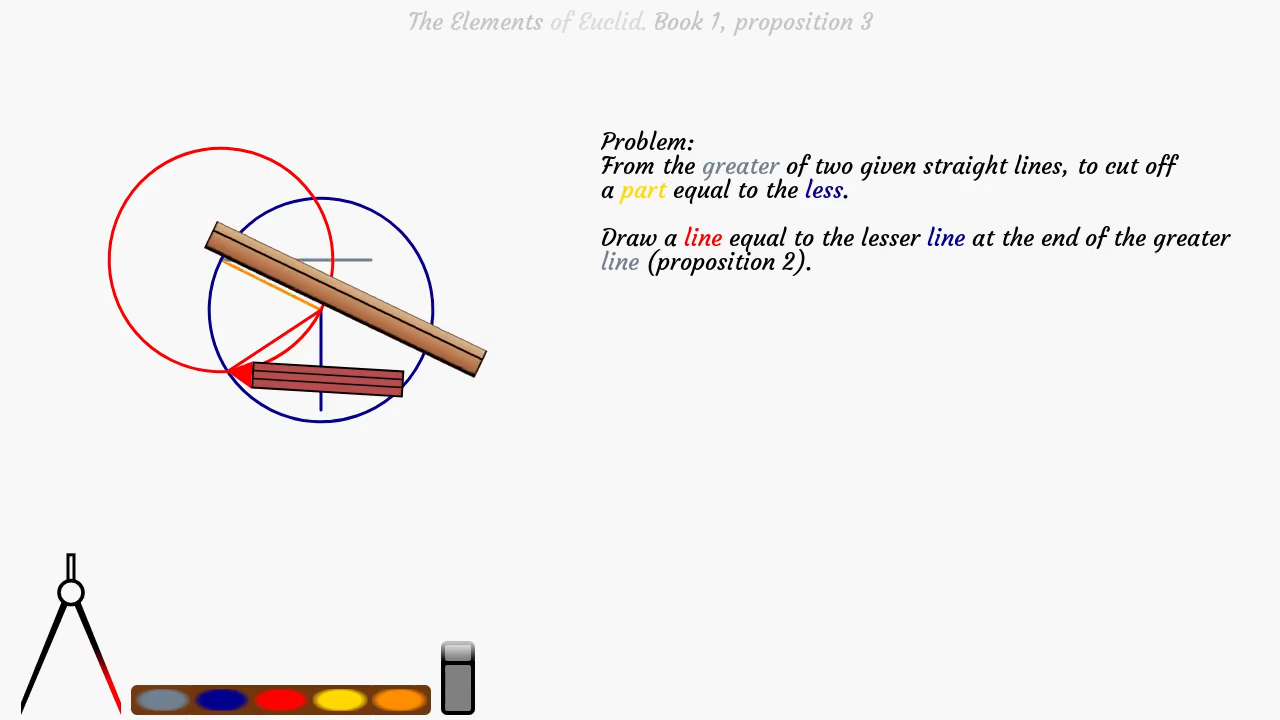 The Elements of Euclid. Book 1, proposition 3
Problem:
From the greater of two given straight lines, to cut off
a part equal to the less.
Draw a line equal to the lesser line at the end of the greater
line (proposition 2).